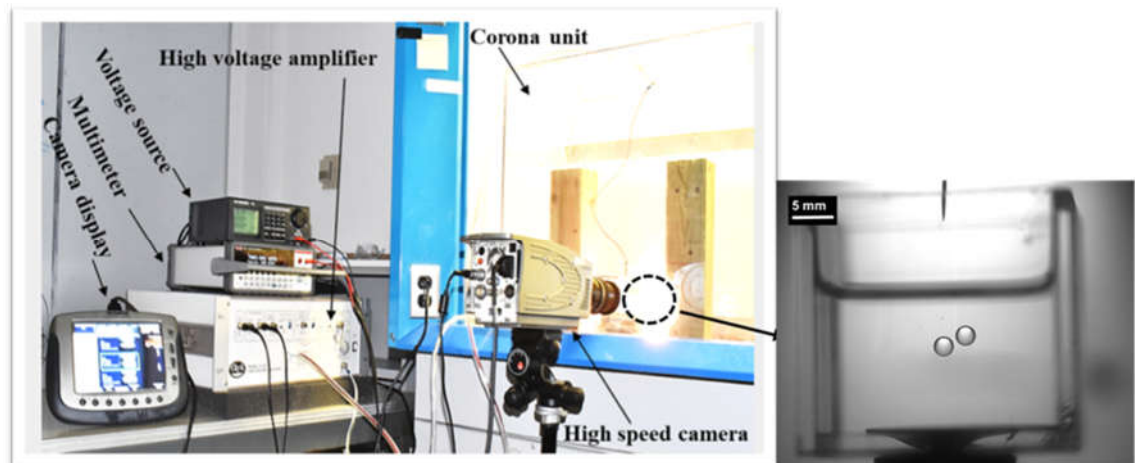 High voltage amplifier
Corona unit
Voltage source
Multimeter
Camera display
High speed camera
5 mm